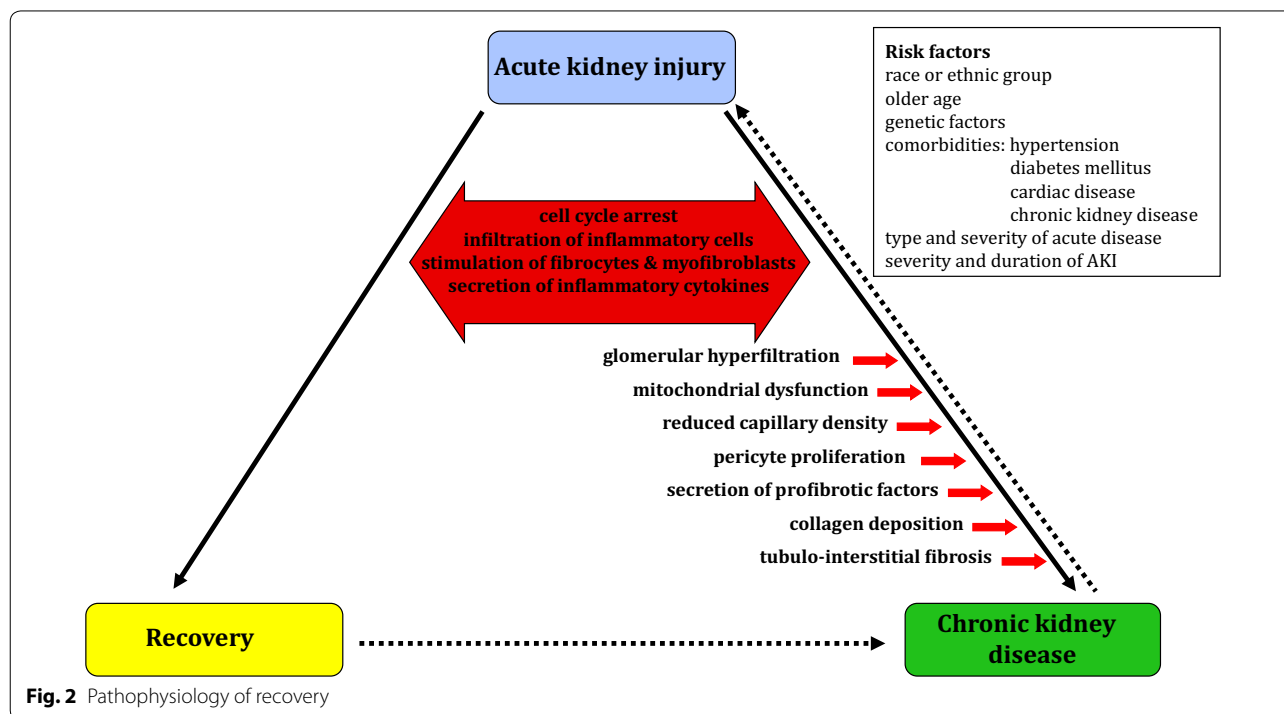 Acute kidney injury
Risk factors
race or ethnic group
older age
genetic factors
comorbidities: hypertension
diabetes mellitus
cardiac disease
chronic kidney disease
type and severity of acute disease
severity and duration of AKI
cell cycle arrest
infiltration of inflammatory cells
stimulation of fibrocytes & myofibroblasts
secretion of inflammatory cytokines
glomerular hyperfiltration
mitochondrial dysfunction
reduced capillary density
pericyte proliferation
secretion of profibrotic factors
collagen deposition
tubulo-interstitial fibrosis
Recovery
Chronic kidney
disease
Fig. 2 Pathophysiology of recovery